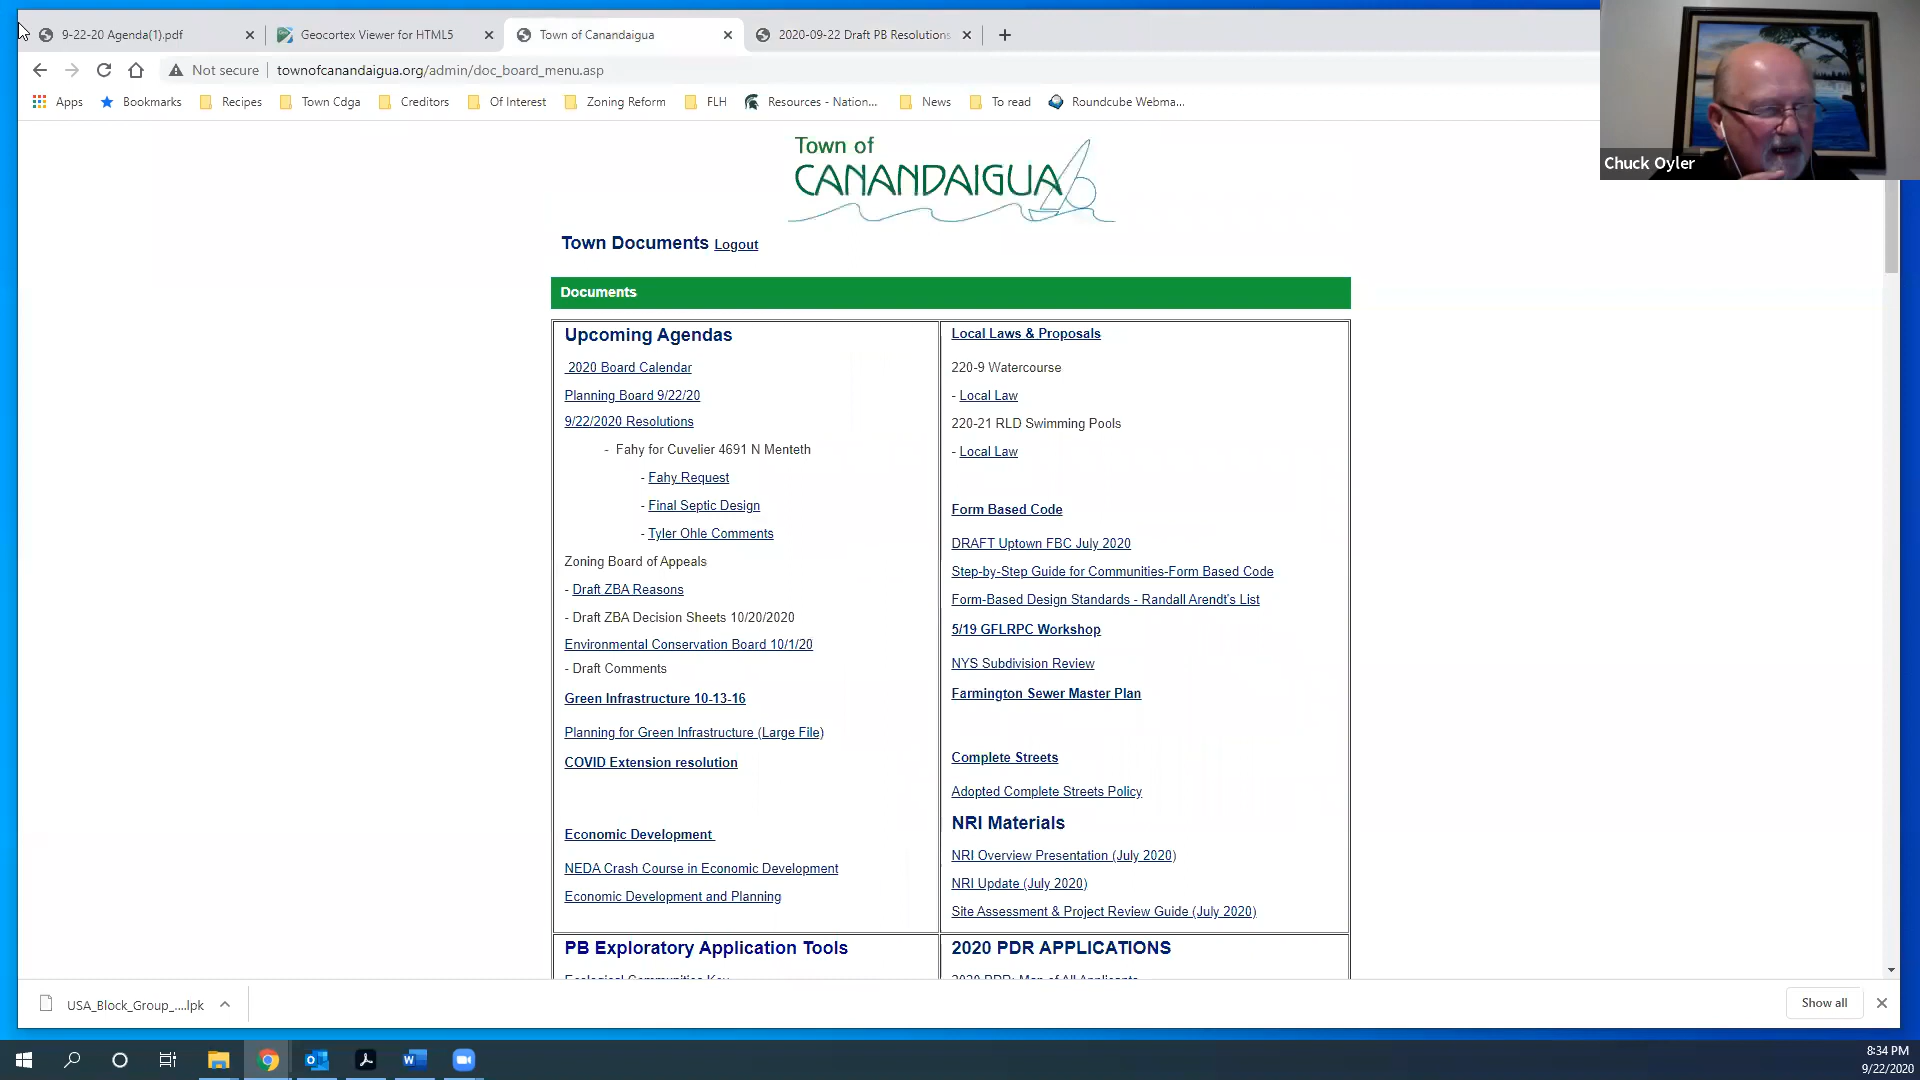 9-22-20 Agenda(1).pdf
Geocortex Viewer for HTML5
Town of Canandaigua
2020-09-22 Draft PB Resolutions
Not secure
townofcanandaigua.org/admin/doc_board_menu.asp
Apps
Bookmarks
Recipes
Town Cdga
Creditors
Of Interest
Zoning Reform
FLH
Resources - Nation...
News
To read
Roundcube Webma...
Chuck Oyler
Town of
CANANDAIGUA
Town Documents Logout
Documents
Upcoming Agendas
2020 Board Calendar
Planning Board 9/22/20
9/22/2020 Resolutions
- Fahy for Cuvelier 4691 N Menteth
- Fahy Request
- Final Septic Design
- Tyler Ohle Comments
Zoning Board of Appeals
- Draft ZBA Reasons
- Draft ZBA Decision Sheets 10/20/2020
Environmental Conservation Board 10/1/20
- Draft Comments
Green Infrastructure 10-13-16
Planning for Green Infrastructure (Large File)
COVID Extension resolution
Economic Development
NEDA Crash Course in Economic Development
Economic Development and Planning
Local Laws & Proposals
220-9 Watercourse
- Local Law
220-21 RLD Swimming Pools
- Local Law
Form Based Code
DRAFT Uptown FBC July 2020
Step-by-Step Guide for Communities-Form Based Code
Form-Based Design Standards - Randall Arendt's List
5/19 GFLRPC Workshop
NYS Subdivision Review
Farmington Sewer Master Plan
Complete Streets
Adopted Complete Streets Policy
NRI Materials
NRI Overview Presentation (July 2020)
NRI Update (July 2020)
Site Assessment & Project Review Guide (July 2020)
PB Exploratory Application Tools
2020 PDR APPLICATIONS
USA_Block_Group_....lpk
Show all
8:34 PM
9/22/2020